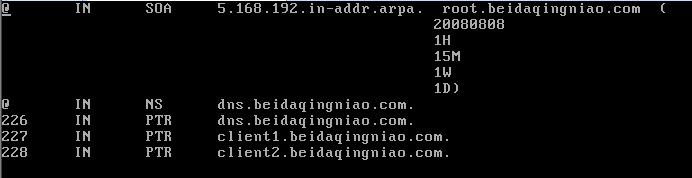 @ IN SOA 5.168.192.in-addr.arpa. root.beidaqingniao.com (
20080808
1H
15M
1W
1D)
@ IN NS dns.beidaqingniao.com.
226 IN PTR dns.beidaqingniao.com.
227 IN PTR client1.beidaqingniao.com.
228 IN PTR client2.beidaqingniao.com.